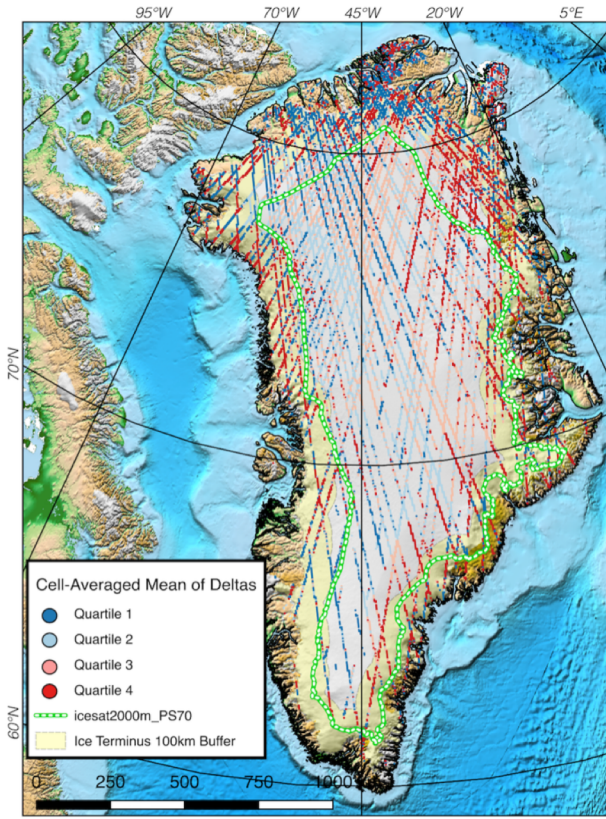 95°W 70°W 45°W 20°W 5°E
70°N
60°N
Cell-Averaged Mean of Deltas
Quartile 1
Quartile 2
Quartile 3
Quartile 4
icesat2000m_PS70
Ice Terminus 100km Buffer
0 250 500 750 1000